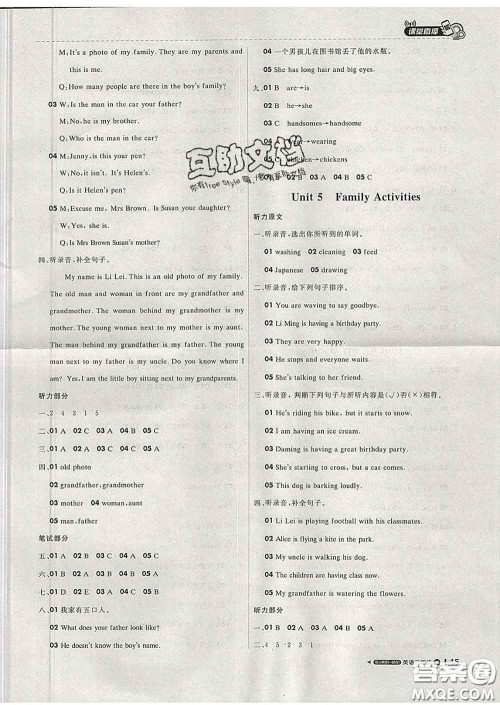 课堂直播
M: It's a photo of my family. They are my parents and
this is me.
Q: How many people are there in the boy's family?
03 W: Is the man in the car your father?
M: No, he is my brother.
Q: Who is the man in the car?
04 M: Jenny, is this your pen?
W: No, it isn't. It's Helen's.
Q: Is it Helen's pen?
05 M: Excuse me, Mrs Brown. Is Susan your daughter?
W: Yes, she is.
Q: Is Mrs Brown Susan's mother?
四、听录音,补全句子。
My name is Li Lei. This is an old photo of my family.
The old man and woman in front are my grandfather and
grandmother. The woman behind my grandmother is my
mother. The young woman next to my mother is my aunt.
The man behind my grandfather is my father. The young
man next to my father is my uncle. Do you know where
I am? Yes, I am the little boy sitting next to my grandparents.
听力部分
一、2 4 3 1 5
二、01 A 02 C 03 A 04 B 05 C
四、01 old photo
02 grandfather, grandmother
03 mother 04 woman, aunt
05 man, father
笔试部分
五、01 A 02 B 03 C 04 A 05 C
六、01 D 02 B 03 B 04 A 05 D
七、01 B 02 A 03 C 04 B 05 C
八、01 我家有五口人。
02 What does your father look like?
03 He doesn't know the boy's name.
04 一个男孩儿在图书馆丢了他的水瓶。
05 She has long hair and big eyes.
九、01 B are→is
02 B he→she
03 C handsomes→handsome
04 wear→wearing
05 chicken→chickens
02 B 03 A 04 B 05 C
互助文档
Unit 5 Family Activities
听力原文
一、听录音,选出你所听到的单词。
01 washing 02 cleaning 03 feed
04 Japanese 05 drawing
二、听录音,给下列句子排序。
01 You are waving to say goodbye.
02 Li Ming is having a birthday party.
03 They are having a birthday party.
04 He stops and everyone waits.
05 She's talking to her friend.
三、听录音,判断下列句子与所听内容是(√)否(×)相符。
01 He's riding his bike, but it starts to snow.
02 I am having an ice cream.
03 Daming is having a great birthday party.
04 She's starting to cross, but a car comes.
05 This dog is barking loudly.
四、听录音,补全句子。
01 Li Lei is playing football with his classmates.
02 Alice is flying a kite in the park.
03 My uncle is walking my dog.
04 The children are having class now.
05 My grandfather is watering the flowers.
听力部分
二、4 5 2 3 1
英语
MXQE.COM
答案圈